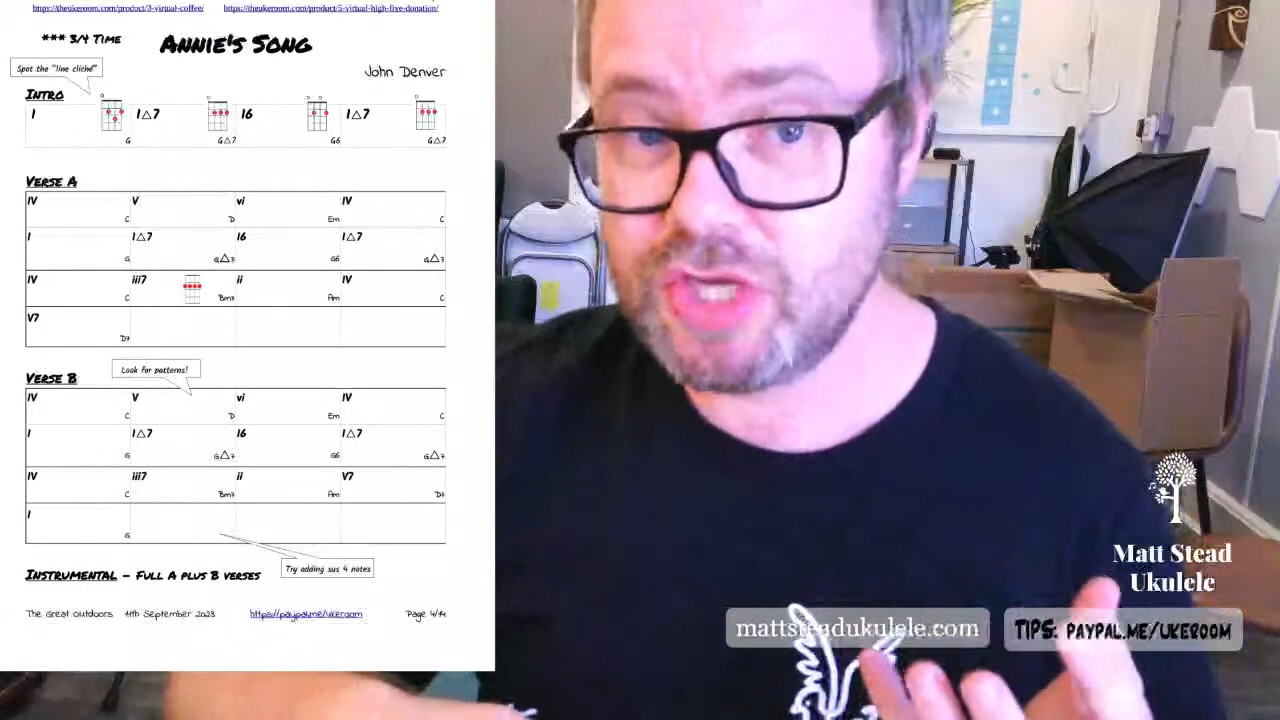 https://theukeroom.com/product/3-virtual-coffee/ https://theukeroom.com/product/5-virtual-high-five-donation/
*** 3/4 Time
Annie's Song
John Denver
Spot the "line cliché"
Intro
I I△7 I6 I△7
G G△7 G6 G△7
Verse A
IV V vi IV
C D Em C
I I△7 I6 I△7
G G△7 G6 G△7
IV iii7 ii IV
C Bm7 Am C
V7
D7
Look for patterns!
Verse B
IV V vi IV
C D Em C
I I△7 I6 I△7
G G△7 G6 G△7
IV iii7 ii V7
C Bm7 Am D7
I
G
Try adding sus 4 notes
Instrumental – Full A plus B verses
The Great Outdoors 11th September 2023 https://paypal.me/ukeroom Page 4/14
Matt Stead
Ukulele
mattsteadukulele.com
TIPS: PAYPAL.ME/UKEROOM